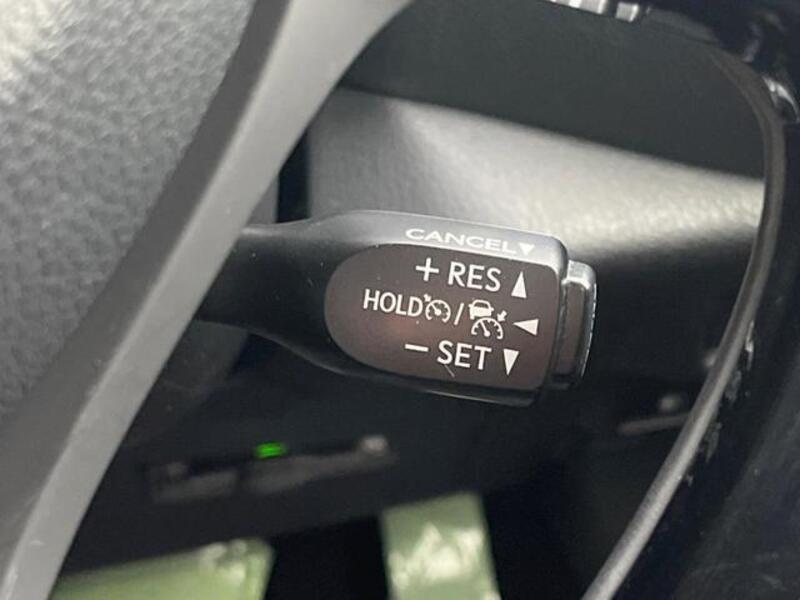 CANCEL▼
+ RES ▲
HOLD / ◀
− SET ▼